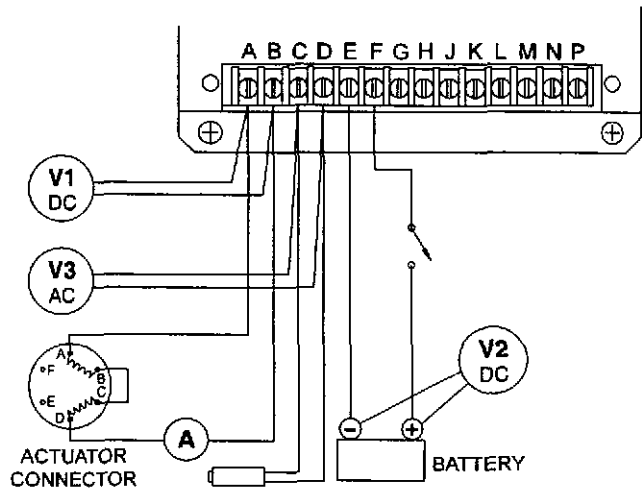 A B C D E F G H J K L M N P
V1
DC
V3
AC
V2
DC
A
F
B
C
E
D
A
- +
ACTUATOR
CONNECTOR
BATTERY